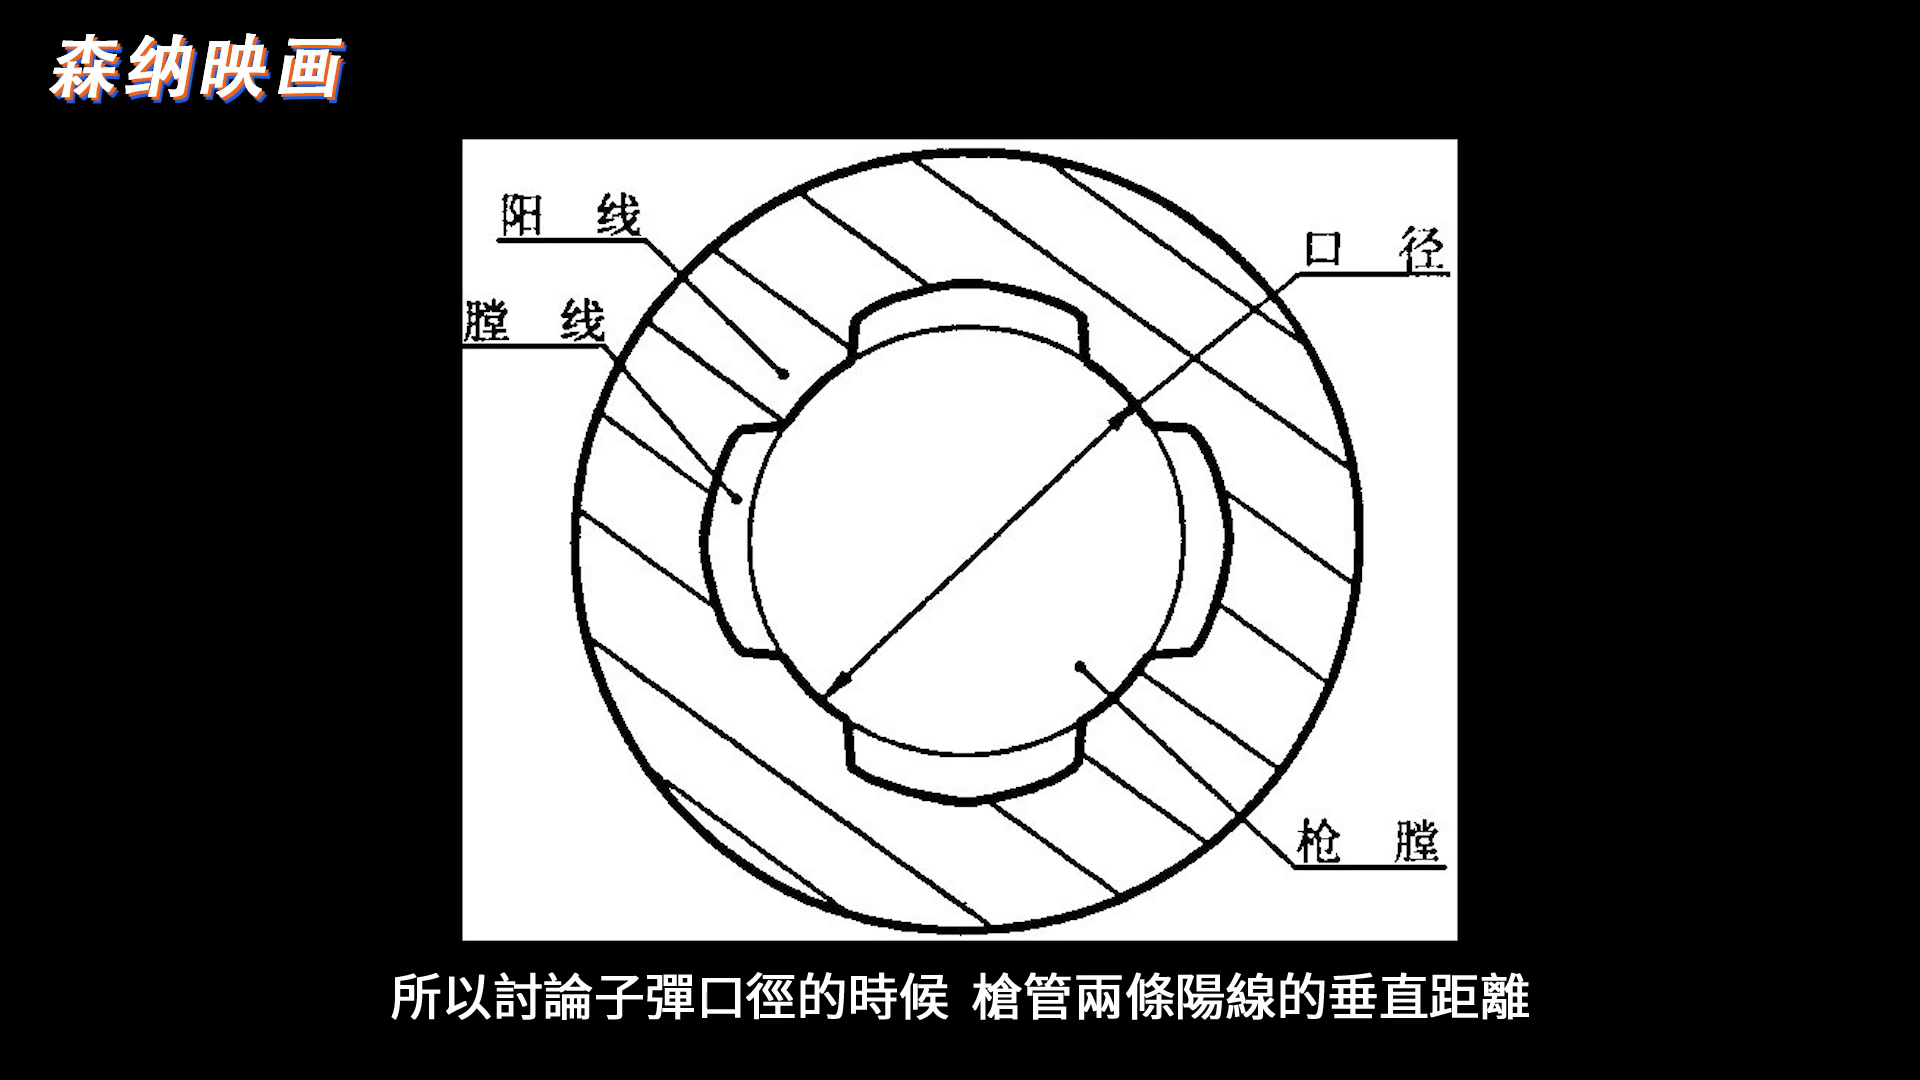 森纳映画
阳 线
口 径
膛 线
枪 膛
所以討論子彈口徑的時候 槍管兩條陽線的垂直距離